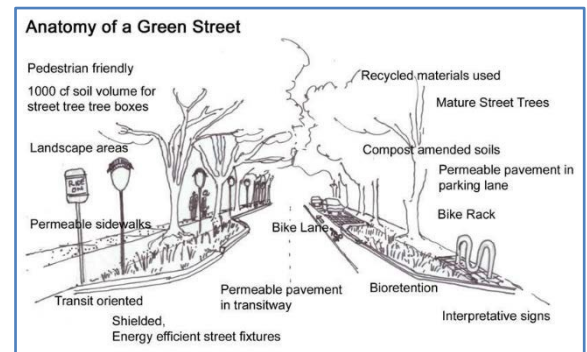 Anatomy of a Green Street
Pedestrian friendly
1000 cf soil volume for
street tree tree boxes
Landscape areas
Permeable sidewalks
Transit oriented
Shielded,
Energy efficient street fixtures
Permeable pavement
in transitway
Bike Lane
Recycled materials used
Mature Street Trees
Compost amended soils
Permeable pavement in
parking lane
Bike Rack
Bioretention
Interpretative signs